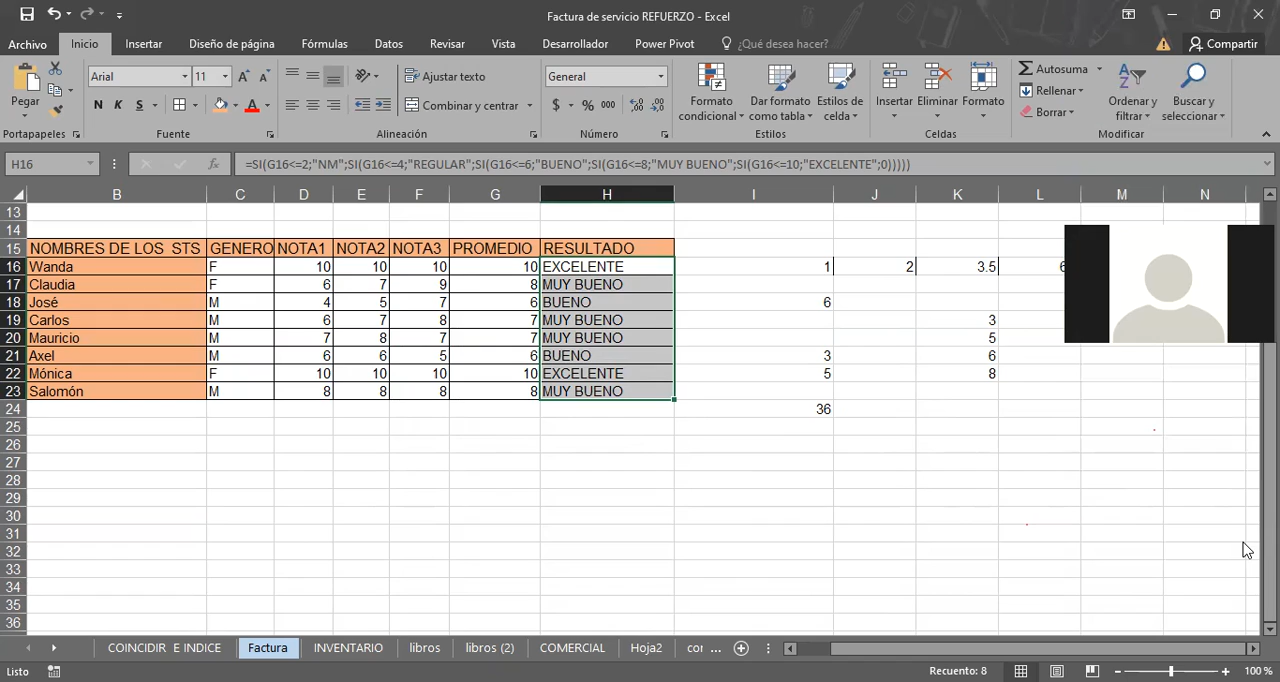 Factura de servicio REFUERZO - Excel
Archivo Inicio Insertar Diseño de página Fórmulas Datos Revisar Vista Desarrollador Power Pivot ¿Qué desea hacer? Compartir
Pegar
Portapapeles
Arial 11
N K S
Fuente
Ajustar texto
Combinar y centrar
Alineación
General
$ % 000
Número
Formato condicional
Dar formato como tabla
Estilos de celda
Estilos
Insertar Eliminar Formato
Celdas
Autosuma
Rellenar
Borrar
Ordenar y filtrar
Buscar y seleccionar
Modificar
H16 fx =SI(G16<=2;"NM";SI(G16<=4;"REGULAR";SI(G16<=6;"BUENO";SI(G16<=8;"MUY BUENO";SI(G16<=10;"EXCELENTE";0)))))
B C D E F G H I J K L M N
13
14
15 NOMBRES DE LOS STS GENERO NOTA1 NOTA2 NOTA3 PROMEDIO RESULTADO
16 Wanda F 10 10 10 10 EXCELENTE 1 2 3.5 6
17 Claudia F 6 7 9 8 MUY BUENO
18 José M 4 5 7 6 BUENO 6
19 Carlos M 6 7 8 7 MUY BUENO 3
20 Mauricio M 7 8 7 7 MUY BUENO 5
21 Axel M 6 6 5 6 BUENO 3 6
22 Mónica F 10 10 10 10 EXCELENTE 5 8
23 Salomón M 8 8 8 8 MUY BUENO
24 36
25
26
27
28
29
30
31
32
33
34
35
36
COINCIDIR E INDICE Factura INVENTARIO libros libros (2) COMERCIAL Hoja2 cor ...
Listo Recuento: 8 100 %